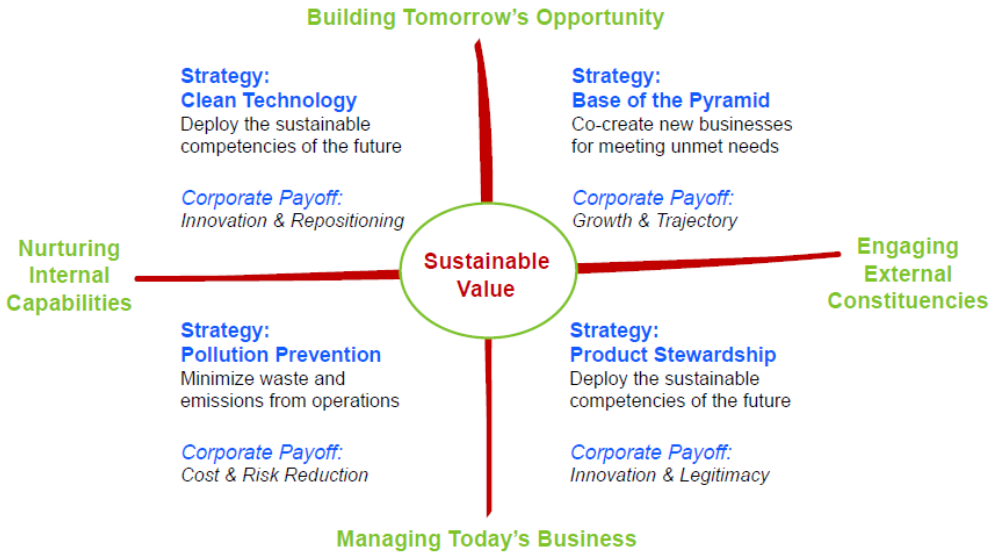 Building Tomorrow's Opportunity
Strategy:
Clean Technology
Deploy the sustainable
competencies of the future
Corporate Payoff:
Innovation & Repositioning
Strategy:
Base of the Pyramid
Co-create new businesses
for meeting unmet needs
Corporate Payoff:
Growth & Trajectory
Nurturing
Internal
Capabilities
Sustainable
Value
Engaging
External
Constituencies
Strategy:
Pollution Prevention
Minimize waste and
emissions from operations
Corporate Payoff:
Cost & Risk Reduction
Strategy:
Product Stewardship
Deploy the sustainable
competencies of the future
Corporate Payoff:
Innovation & Legitimacy
Managing Today's Business